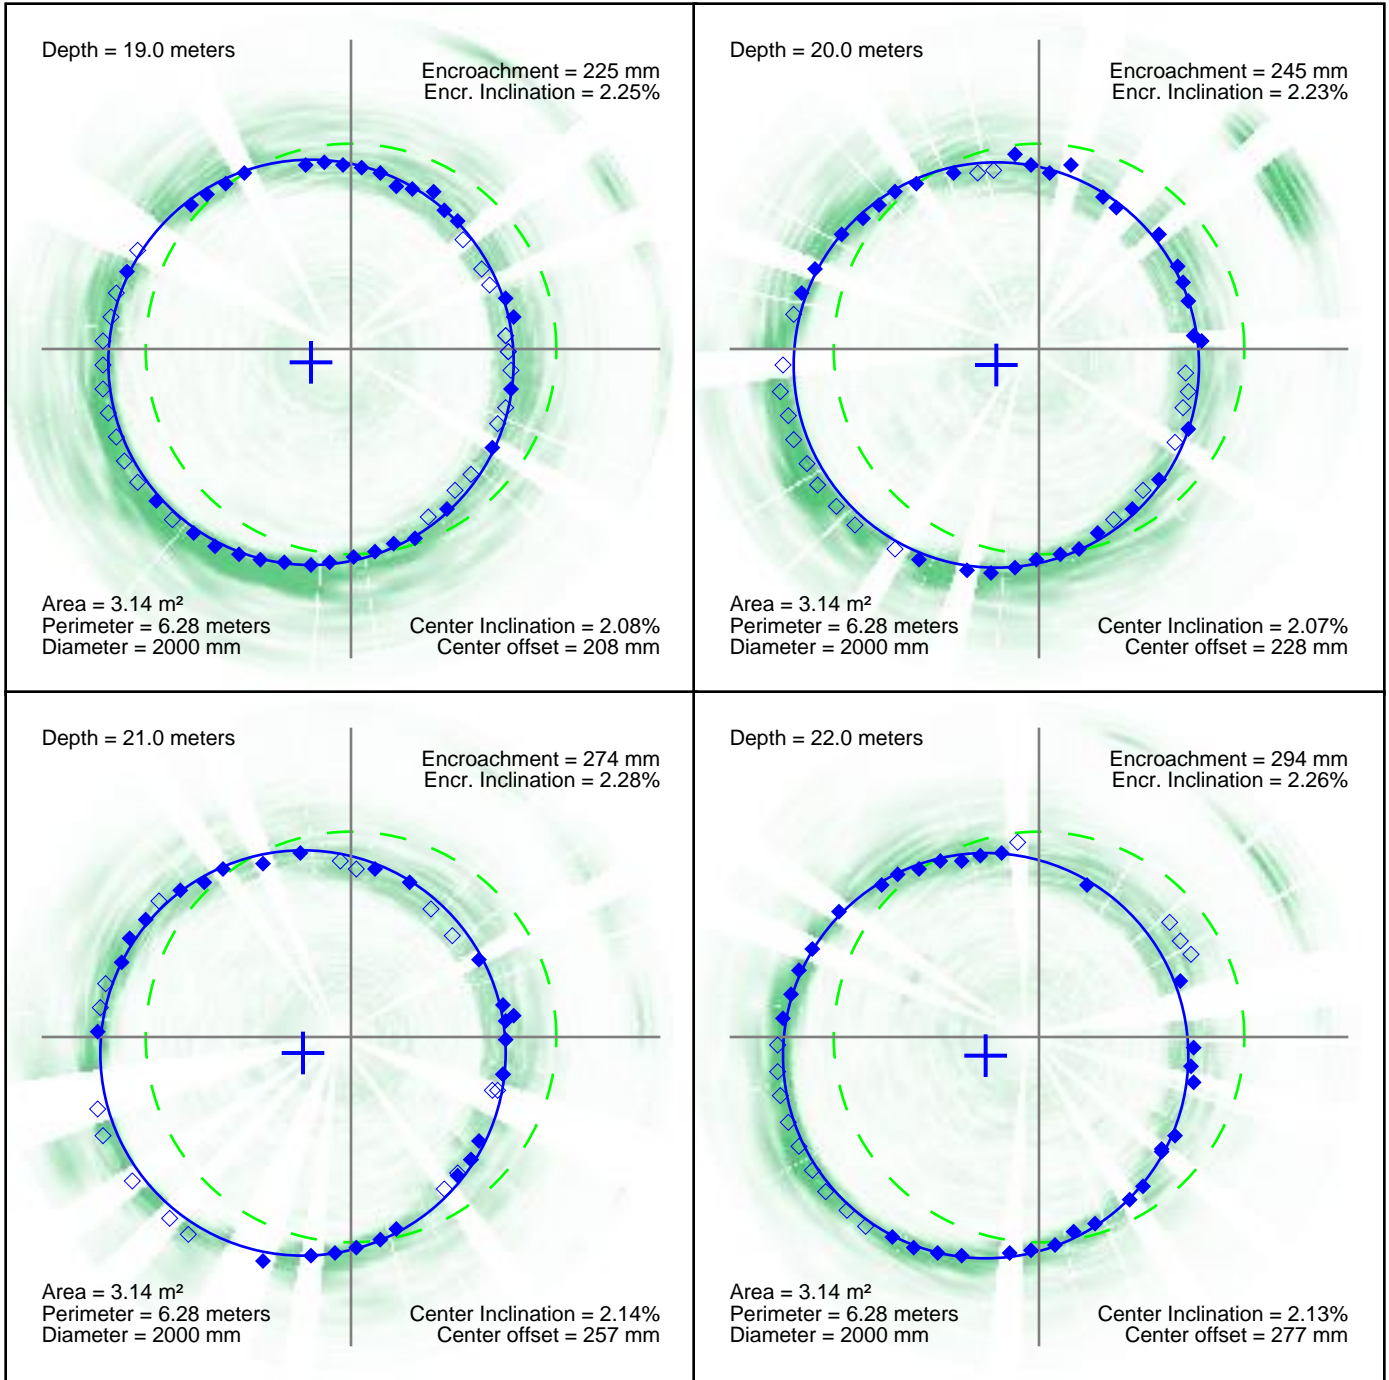 Depth = 19.0 meters
Encroachment = 225 mm
Encr. Inclination = 2.25%
Area = 3.14 m²
Perimeter = 6.28 meters
Diameter = 2000 mm
Center Inclination = 2.08%
Center offset = 208 mm
Depth = 20.0 meters
Encroachment = 245 mm
Encr. Inclination = 2.23%
Area = 3.14 m²
Perimeter = 6.28 meters
Diameter = 2000 mm
Center Inclination = 2.07%
Center offset = 228 mm
Depth = 21.0 meters
Encroachment = 274 mm
Encr. Inclination = 2.28%
Area = 3.14 m²
Perimeter = 6.28 meters
Diameter = 2000 mm
Center Inclination = 2.14%
Center offset = 257 mm
Depth = 22.0 meters
Encroachment = 294 mm
Encr. Inclination = 2.26%
Area = 3.14 m²
Perimeter = 6.28 meters
Diameter = 2000 mm
Center Inclination = 2.13%
Center offset = 277 mm